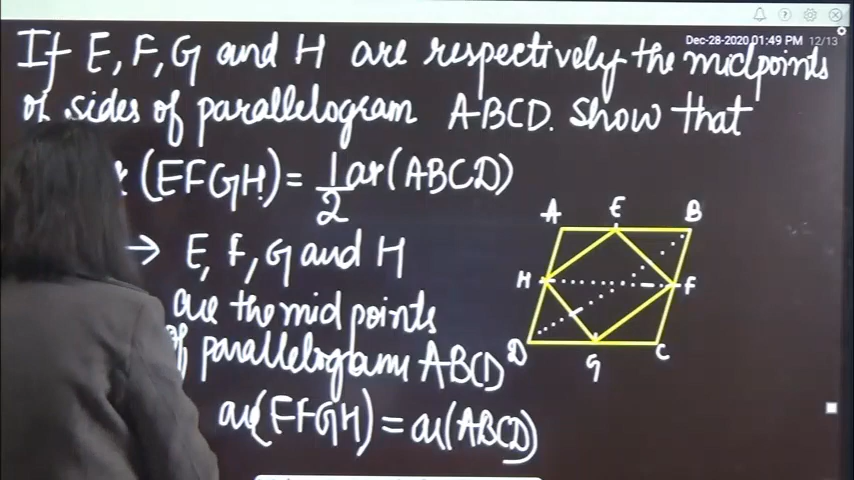 Dec-28-2020,01:49 PM 12/13
If E, F, G and H are respectively the midpoints
of sides of parallelogram ABCD. Show that
(EFGH) = 1/2 ar(ABCD)
→ E, F, G and H
are the mid points
of parallelogram ABCD
ar(EFGH) = ar(ABCD)
A E B
H F
D G C